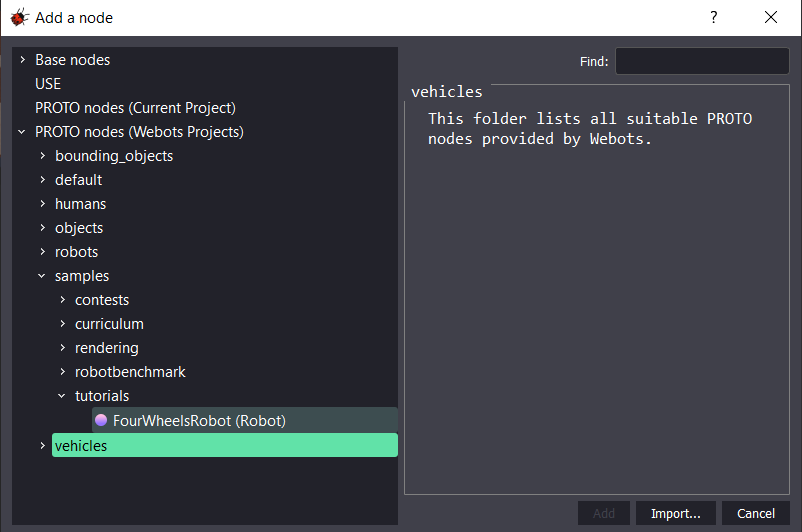 Add a node
?
Base nodes
USE
PROTO nodes (Current Project)
PROTO nodes (Webots Projects)
bounding_objects
default
humans
objects
robots
samples
contests
curriculum
rendering
robotbenchmark
tutorials
FourWheelsRobot (Robot)
vehicles
Find:
vehicles
This folder lists all suitable PROTO
nodes provided by Webots.
Add
Import...
Cancel